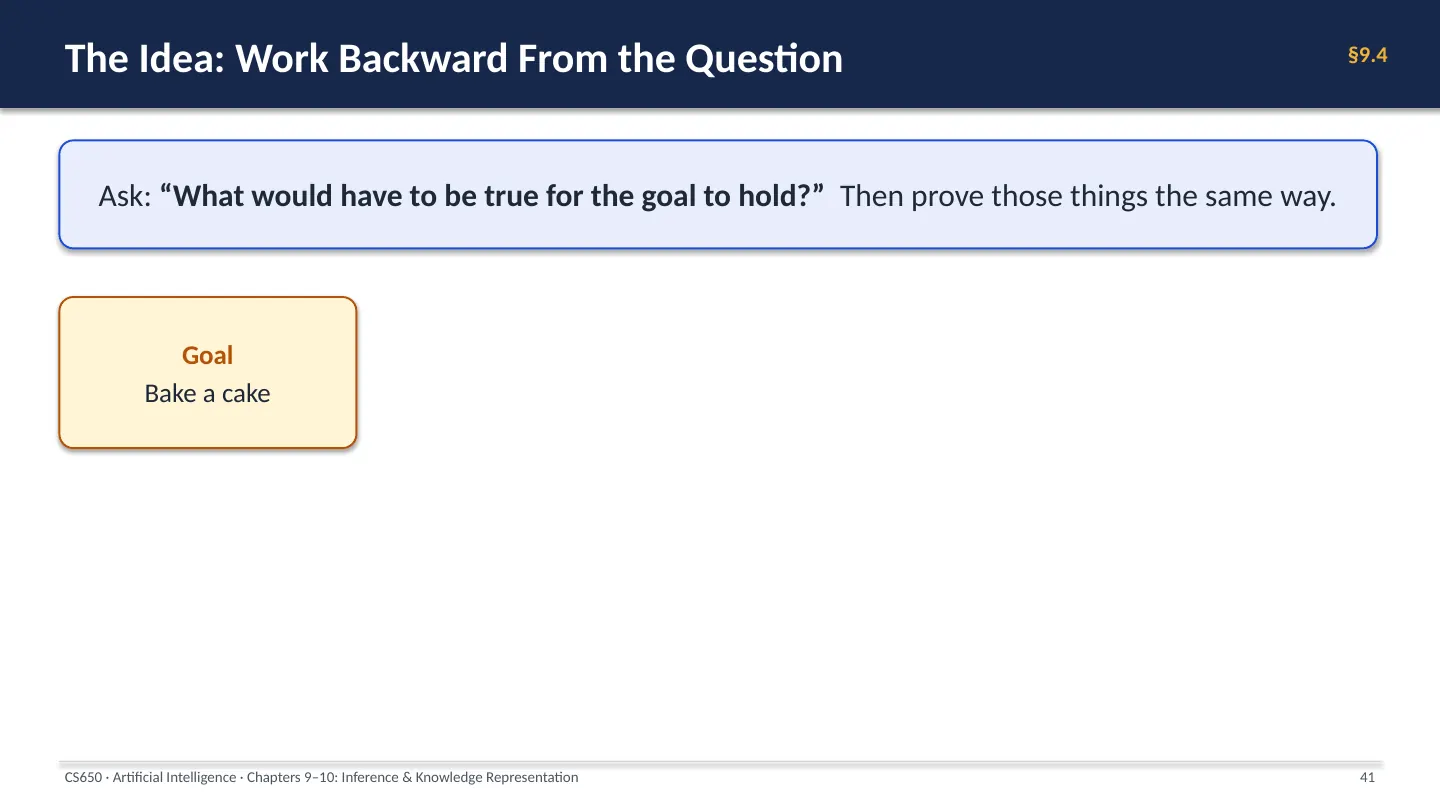 The Idea: Work Backward From the Question
§9.4
Ask: “What would have to be true for the goal to hold?” Then prove those things the same way.
Goal
Bake a cake
CS650 · Artificial Intelligence · Chapters 9–10: Inference & Knowledge Representation
41